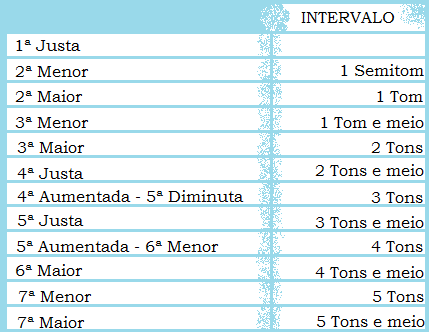 INTERVALO
1ª Justa
2ª Menor 1 Semitom
2ª Maior 1 Tom
3ª Menor 1 Tom e meio
3ª Maior 2 Tons
4ª Justa 2 Tons e meio
4ª Aumentada - 5ª Diminuta 3 Tons
5ª Justa 3 Tons e meio
5ª Aumentada - 6ª Menor 4 Tons
6ª Maior 4 Tons e meio
7ª Menor 5 Tons
7ª Maior 5 Tons e meio